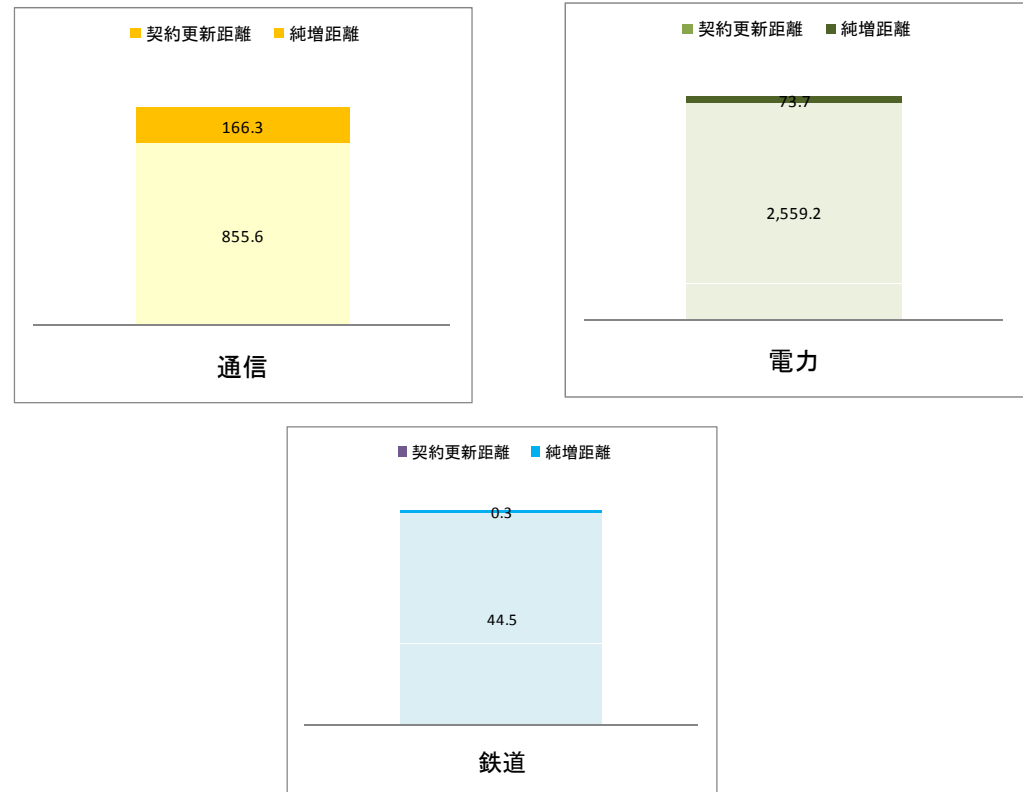 契約更新距離 純増距離
166.3
855.6
通信
契約更新距離 純増距離
73.7
2,559.2
電力
契約更新距離 純増距離
0.3
44.5
鉄道